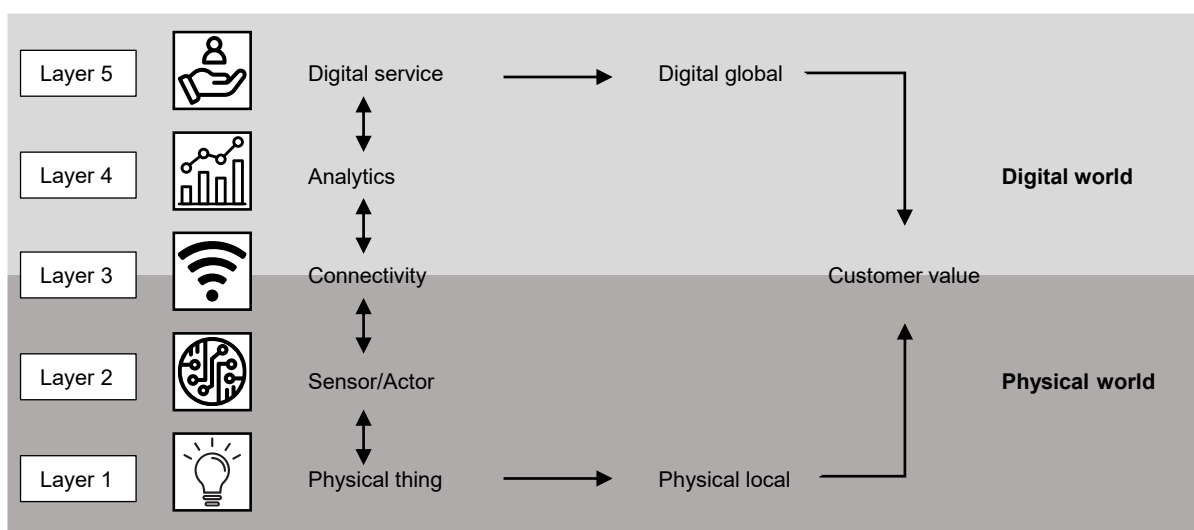 Layer 5
Digital service
Digital global
Layer 4
Analytics
Digital world
Layer 3
Connectivity
Customer value
Layer 2
Sensor/Actor
Physical world
Layer 1
Physical thing
Physical local